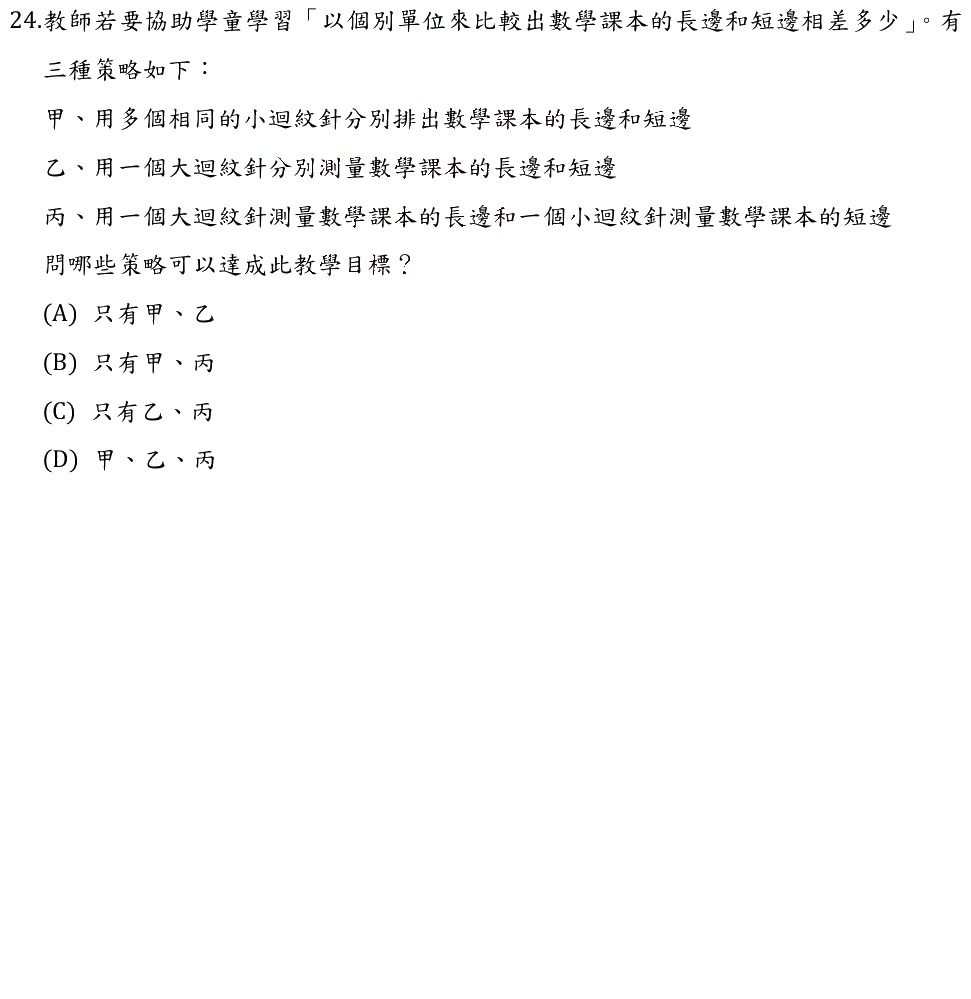 24.教師若要協助學童學習「以個別單位來比較出數學課本的長邊和短邊相差多少」。有
三種策略如下：
甲、用多個相同的小迴紋針分別排出數學課本的長邊和短邊
乙、用一個大迴紋針分別測量數學課本的長邊和短邊
丙、用一個大迴紋針測量數學課本的長邊和一個小迴紋針測量數學課本的短邊
問哪些策略可以達成此教學目標？
(A) 只有甲、乙
(B) 只有甲、丙
(C) 只有乙、丙
(D) 甲、乙、丙